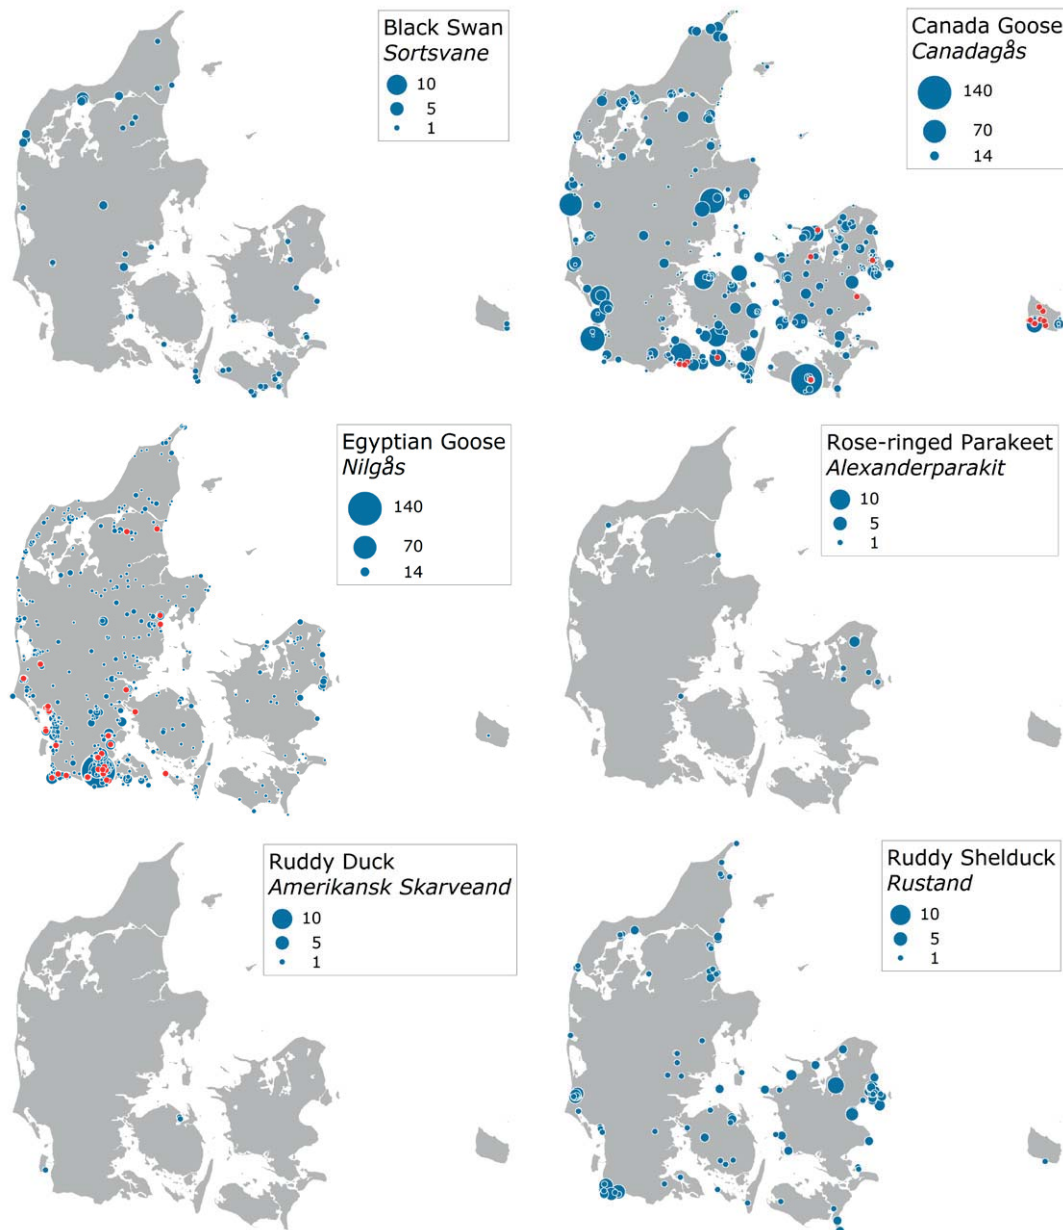 Black Swan
Sortsvane
10
5
1
Canada Goose
Canadagås
140
70
14
Egyptian Goose
Nilgås
140
70
14
Rose-ringed Parakeet
Alexanderparakit
10
5
1
Ruddy Duck
Amerikansk Skarveand
10
5
1
Ruddy Shelduck
Rustand
10
5
1